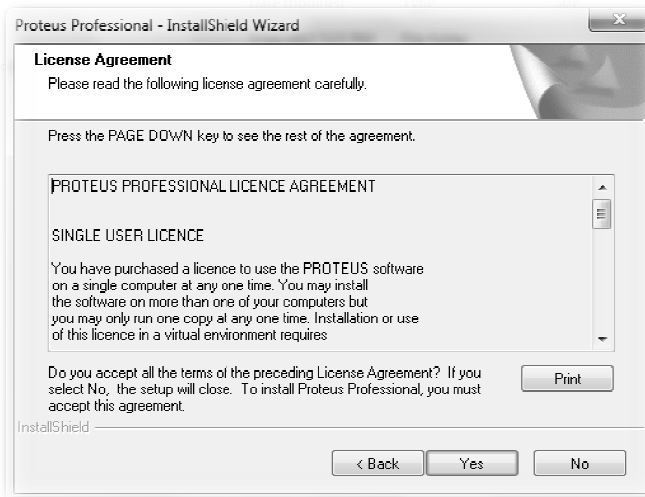 Proteus Professional - InstallShield Wizard
License Agreement
Please read the following license agreement carefully.
Press the PAGE DOWN key to see the rest of the agreement.
PROTEUS PROFESSIONAL LICENCE AGREEMENT
SINGLE USER LICENCE
You have purchased a licence to use the PROTEUS software
on a single computer at any one time. You may install
the software on more than one of your computers but
you may only run one copy at any one time. Installation or use
of this licence in a virtual environment requires
Do you accept all the terms of the preceding License Agreement? If you
select No, the setup will close. To install Proteus Professional, you must
accept this agreement.
Print
InstallShield
< Back
Yes
No